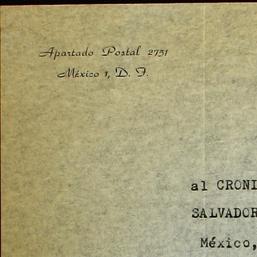 Apartado Postal 2751
México 1, D. F.
al CRONI
SALVADOR
México,